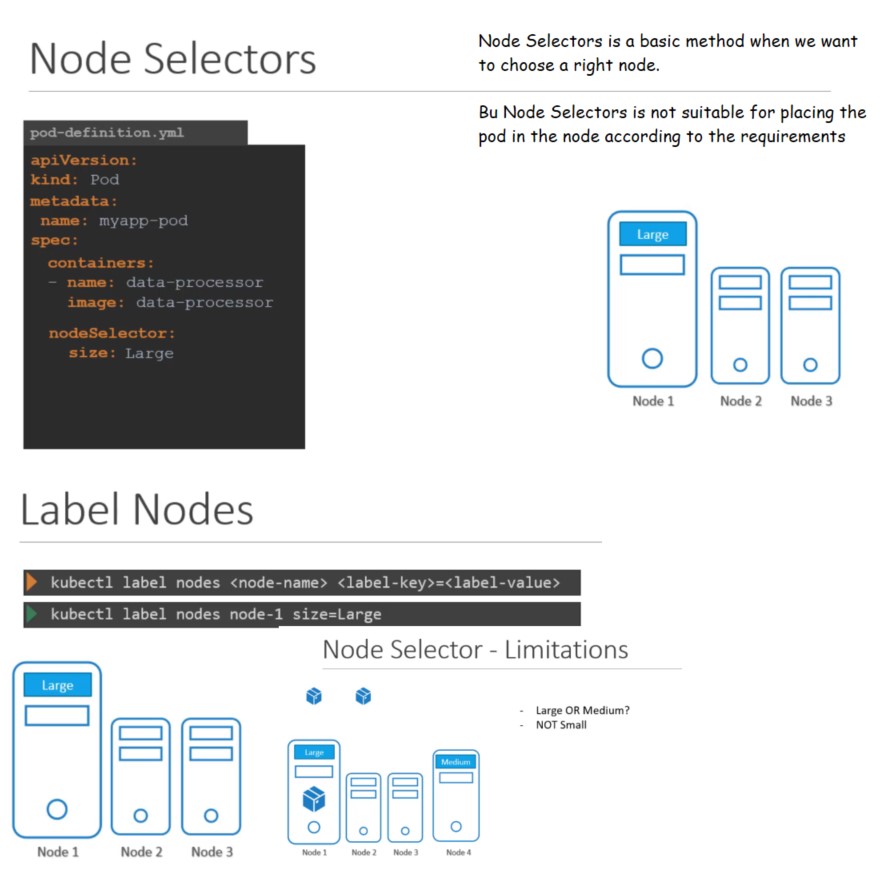 Node Selectors
Node Selectors is a basic method when we want
to choose a right node.
Bu Node Selectors is not suitable for placing the
pod in the node according to the requirements
pod-definition.yml
apiVersion:
kind: Pod
metadata:
name: myapp-pod
spec:
containers:
- name: data-processor
image: data-processor
nodeSelector:
size: Large
Large
Node 1
Node 2
Node 3
Label Nodes
kubectl label nodes <node-name> <label-key>=<label-value>
kubectl label nodes node-1 size=Large
Large
Node 1
Node 2
Node 3
Node Selector - Limitations
- Large OR Medium?
- NOT Small
Large
Medium
Node 1
Node 2
Node 3
Node 4